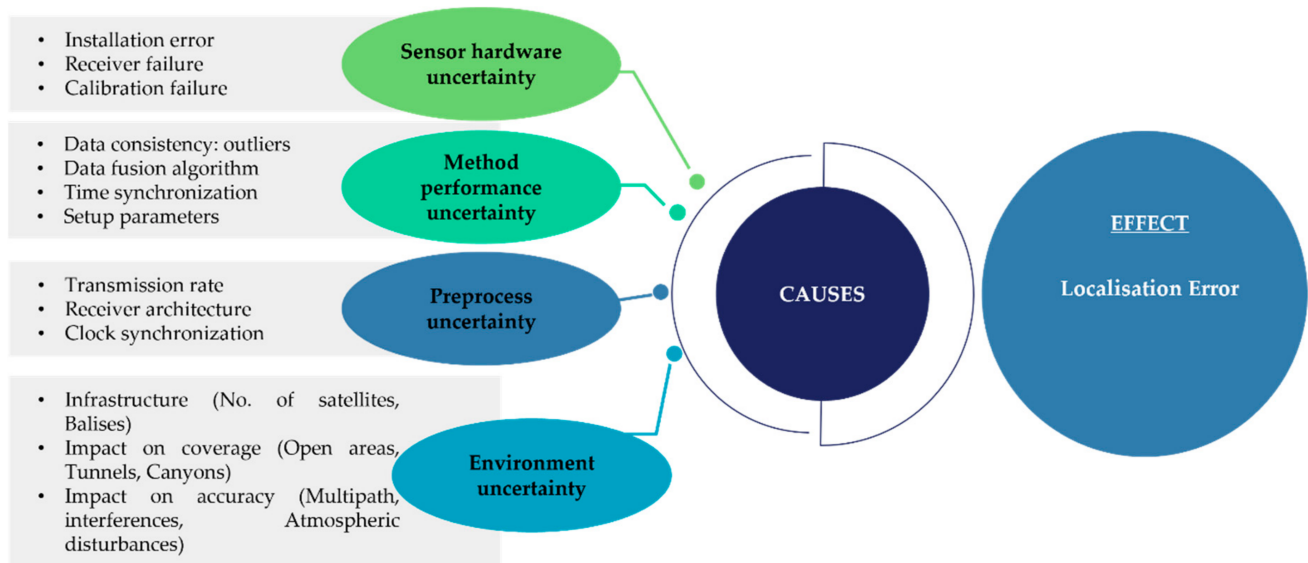 • Installation error
• Receiver failure
• Calibration failure
Sensor hardware
uncertainty
• Data consistency: outliers
• Data fusion algorithm
• Time synchronization
• Setup parameters
Method
performance
uncertainty
• Transmission rate
• Receiver architecture
• Clock synchronization
Preprocess
uncertainty
• Infrastructure (No. of satellites,
Balises)
• Impact on coverage (Open areas,
Tunnels, Canyons)
• Impact on accuracy (Multipath,
interferences, Atmospheric
disturbances)
Environment
uncertainty
CAUSES
EFFECT
Localisation Error